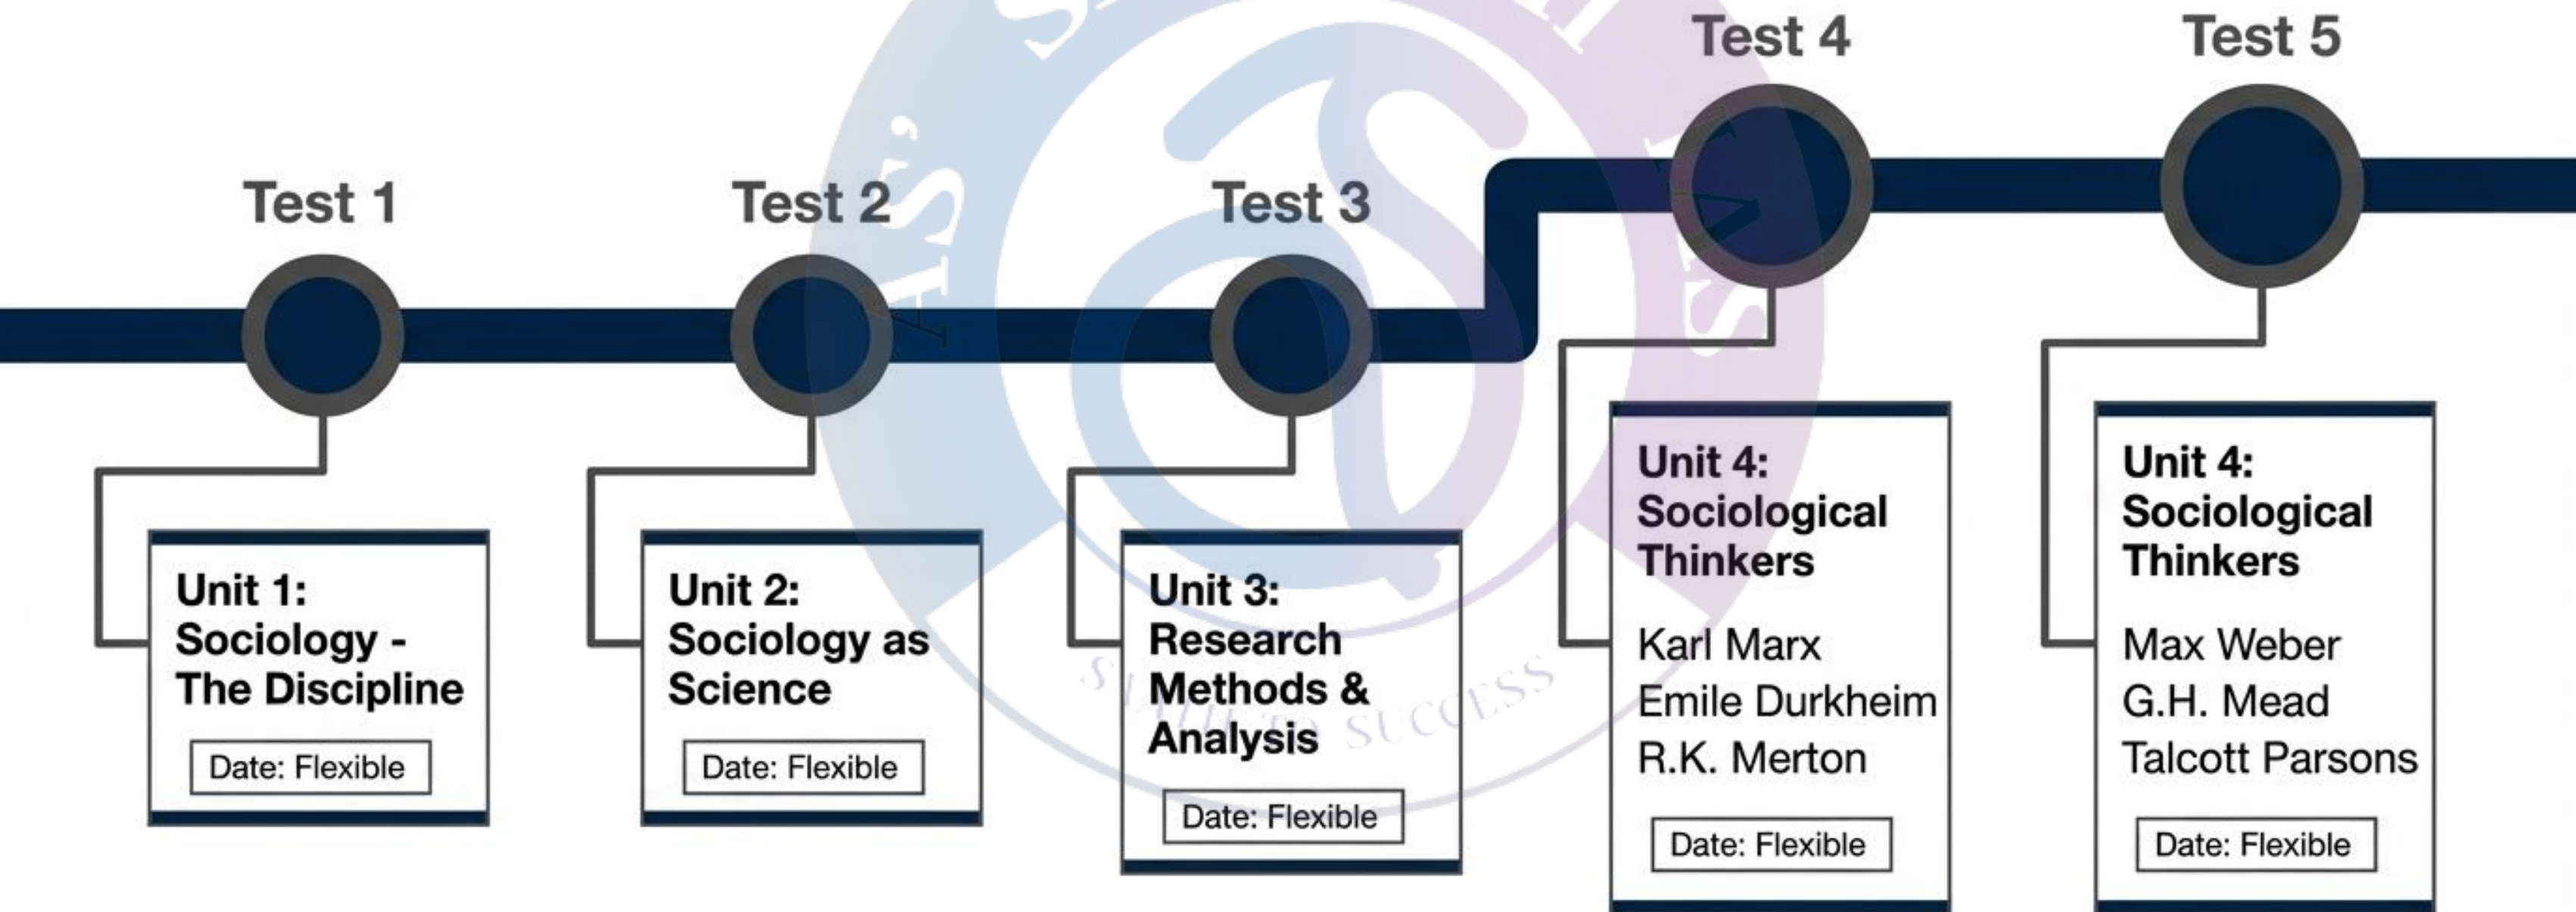 Test 1
Test 2
Test 3
Test 4
Test 5
Unit 1:
Sociology -
The Discipline
Date: Flexible
Unit 2:
Sociology as
Science
Date: Flexible
Unit 3:
Research
Methods &
Analysis
Date: Flexible
Unit 4:
Sociological
Thinkers
Karl Marx
Emile Durkheim
R.K. Merton
Date: Flexible
Unit 4:
Sociological
Thinkers
Max Weber
G.H. Mead
Talcott Parsons
Date: Flexible
SUCCESS